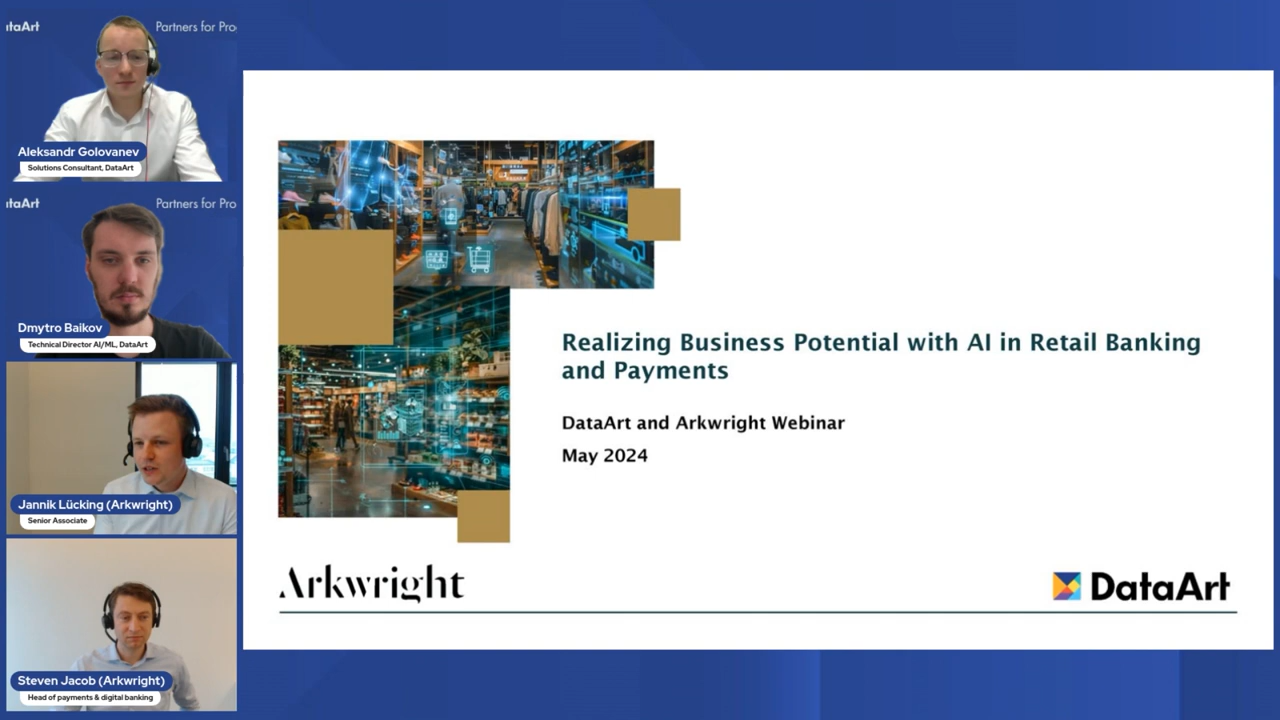 taArt
Partners for Pro
Aleksandr Golovanev
Solutions Consultant, DataArt
taArt
Partners for Pro
Dmytro Baikov
Technical Director AI/ML, DataArt
Jannik Lücking (Arkwright)
Senior Associate
Steven Jacob (Arkwright)
Head of payments & digital banking
Realizing Business Potential with AI in Retail Banking
and Payments
DataArt and Arkwright Webinar
May 2024
Arkwright
DataArt